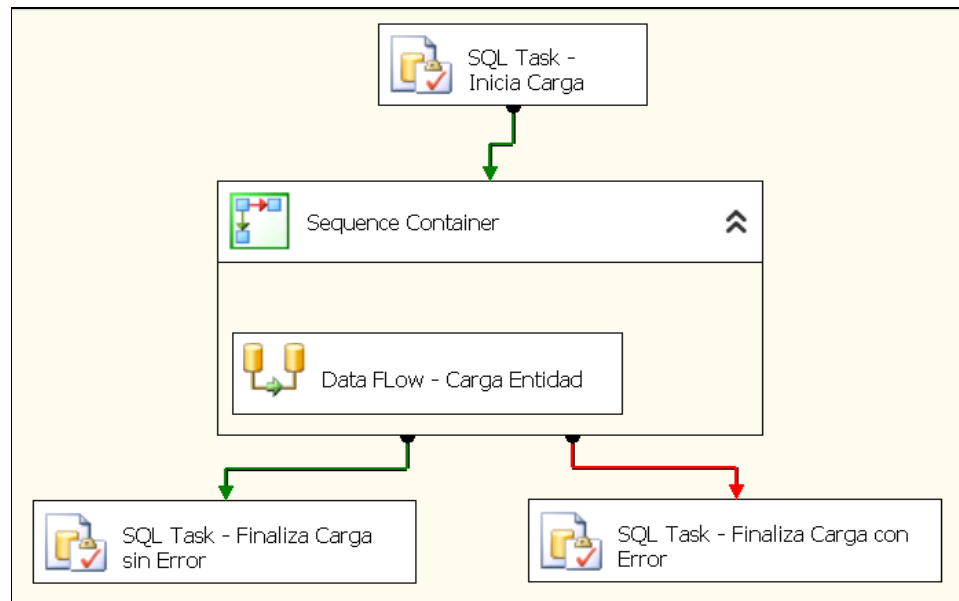 SQL Task -
Inicia Carga
Sequence Container
Data FLow - Carga Entidad
SQL Task - Finaliza Carga
sin Error
SQL Task - Finaliza Carga con
Error